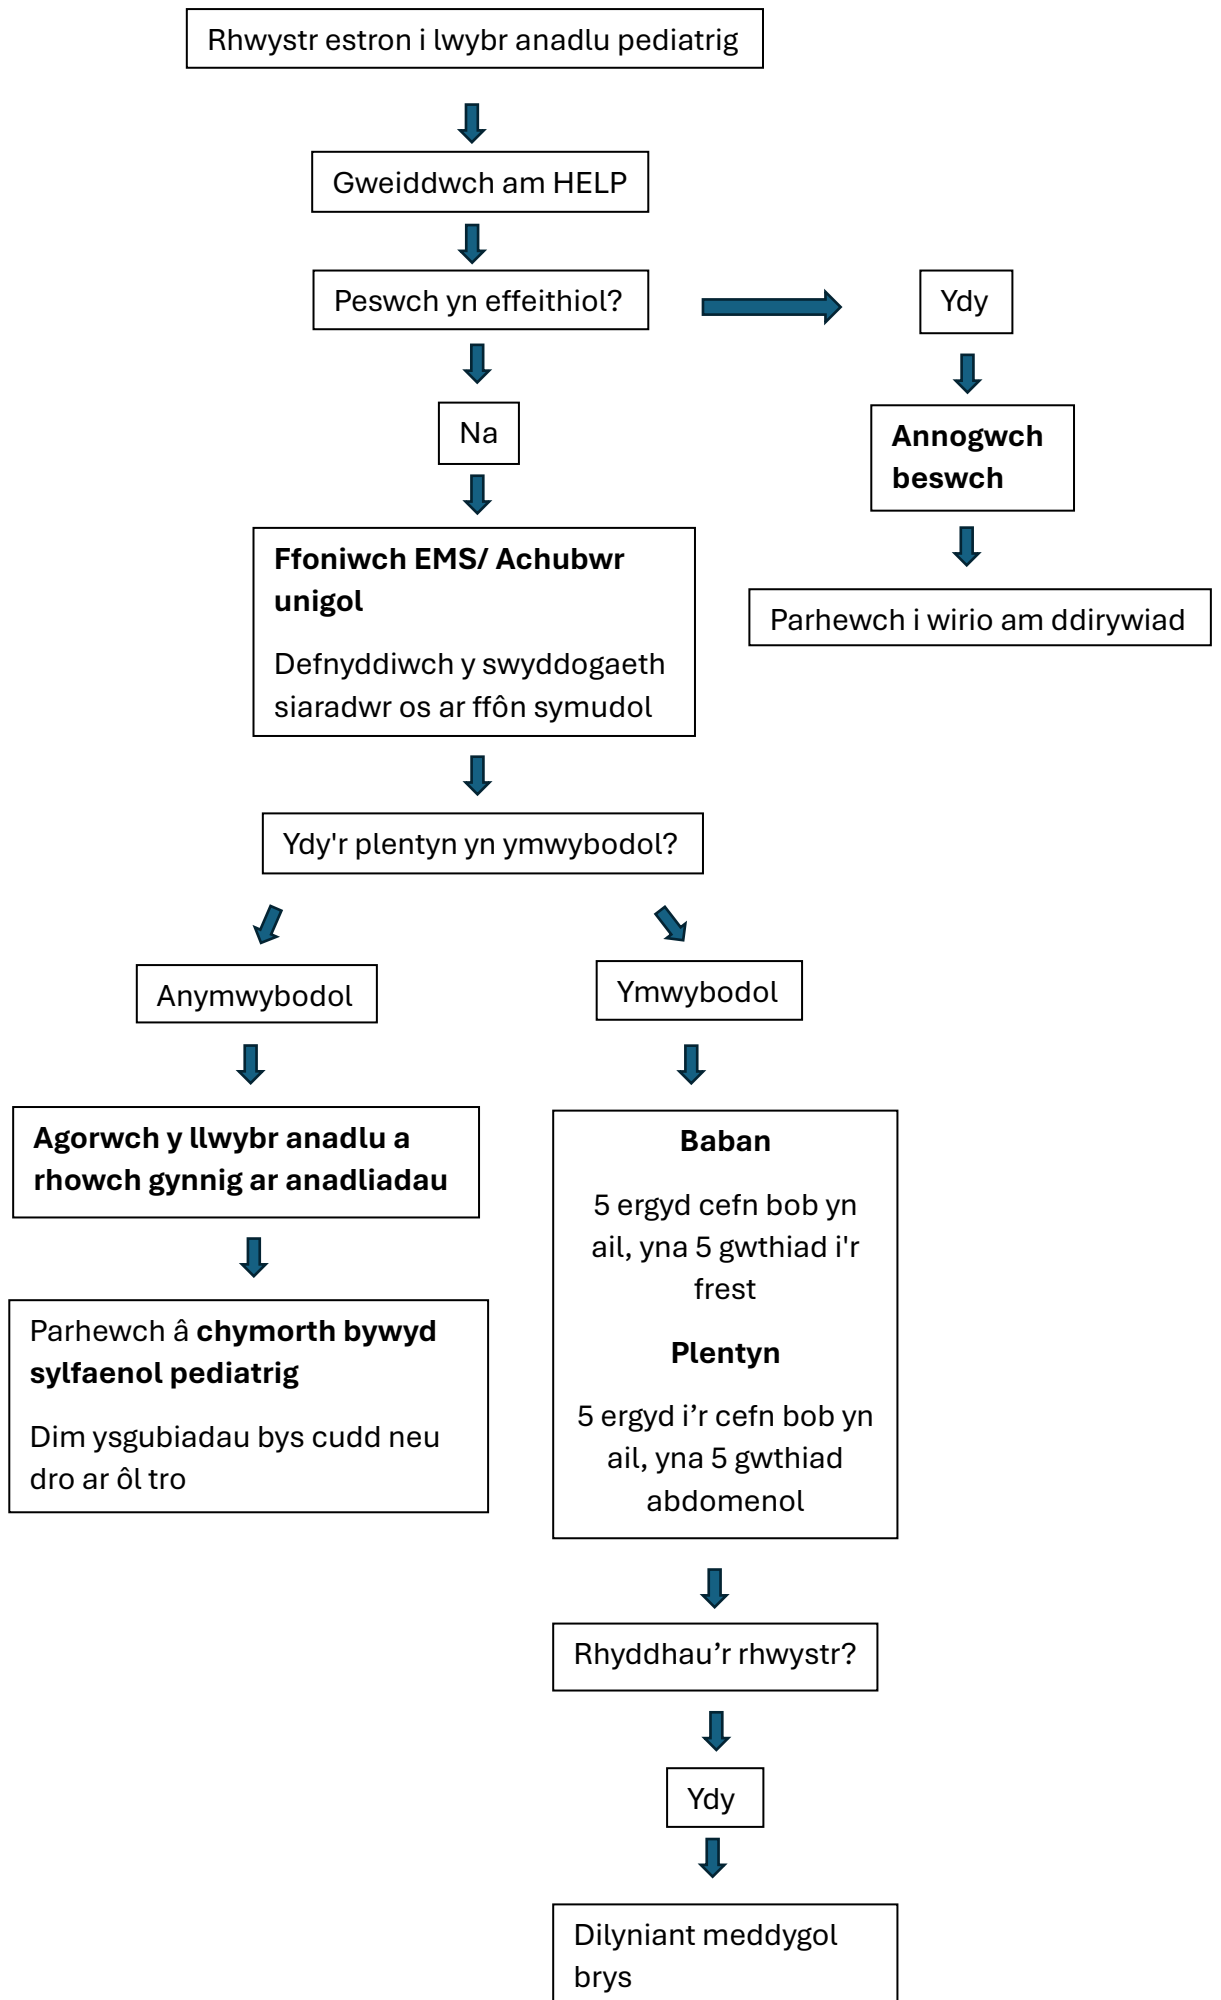 Rhwystr estron i lwybr anadlu pediatrig
Gweiddwch am HELP
Peswch yn effeithiol?
Ydy
Na
Annogwch
beswch
Ffoniwch EMS/ Achubwr
unigol
Defnyddiwch y swyddogaeth
siaradwr os ar ffôn symudol
Parhewch i wirio am ddirywiad
Ydy'r plentyn yn ymwybodol?
Anymwybodol
Ymwybodol
Agorwch y llwybr anadlu a
rhowch gynnig ar anadliadau
Parhewch â chymorth bywyd
sylfaenol pediatrig
Dim ysgubiadau bys cudd neu
dro ar ôl tro
Baban
5 ergyd cefn bob yn
ail, yna 5 gwthiad i'r
frest
Plentyn
5 ergyd i’r cefn bob yn
ail, yna 5 gwthiad
abdomenol
Rhyddhau’r rhwystr?
Ydy
Dilyniant meddygol
brys